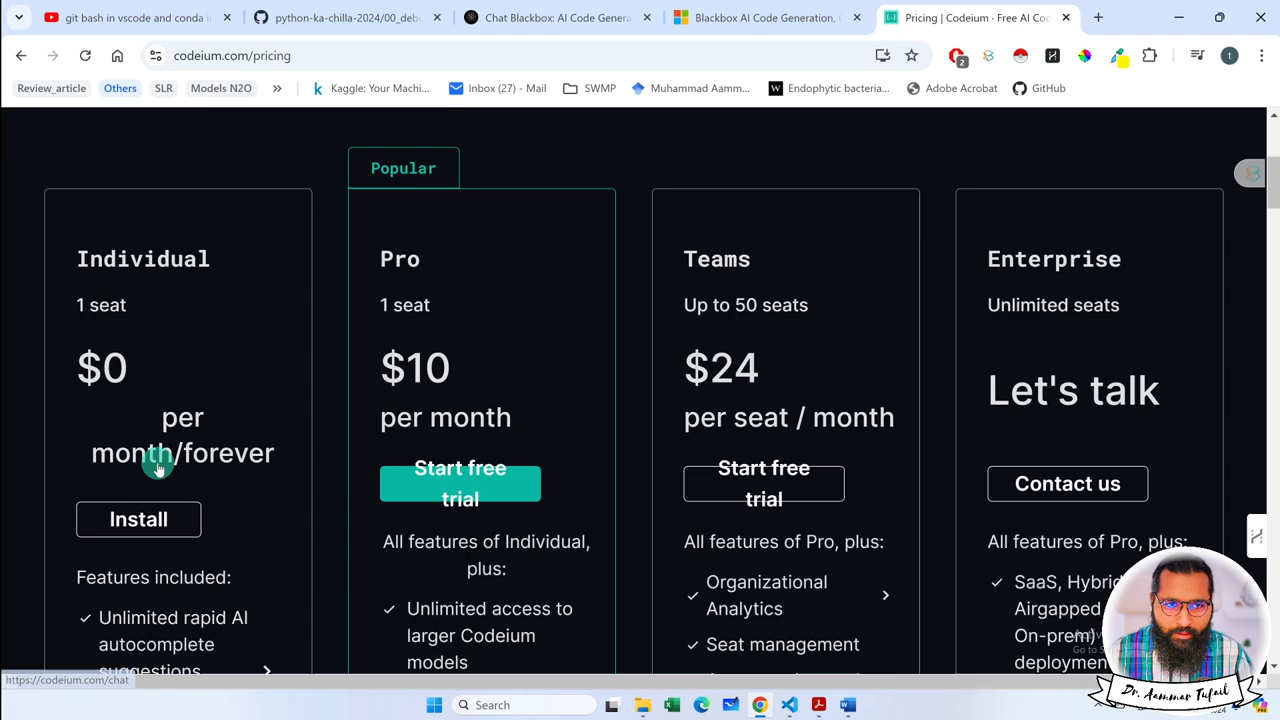 git bash in vscode and conda i
python-ka-chilla-2024/00_debu
Chat Blackbox: AI Code Genera
Blackbox AI Code Generation, C
Pricing | Codeium · Free AI Cod
codeium.com/pricing
2
t
Review_article
Others
SLR
Models N2O
Kaggle: Your Machin...
Inbox (27) - Mail
SWMP
Muhammad Aamm...
Endophytic bacteria...
Adobe Acrobat
GitHub
Popular
Individual
1 seat
$0
per
month/forever
Install
Features included:
Unlimited rapid AI
autocomplete
suggestions
Pro
1 seat
$10
per month
Start free
trial
All features of Individual,
plus:
Unlimited access to
larger Codeium
models
Teams
Up to 50 seats
$24
per seat / month
Start free
trial
All features of Pro, plus:
Organizational
Analytics
Seat management
Enterprise
Unlimited seats
Let's talk
Contact us
All features of Pro, plus:
SaaS, Hybrid
Airgapped
On-prem)
deployment
https://codeium.com/chat
Search
Dr. Aammar Tufail